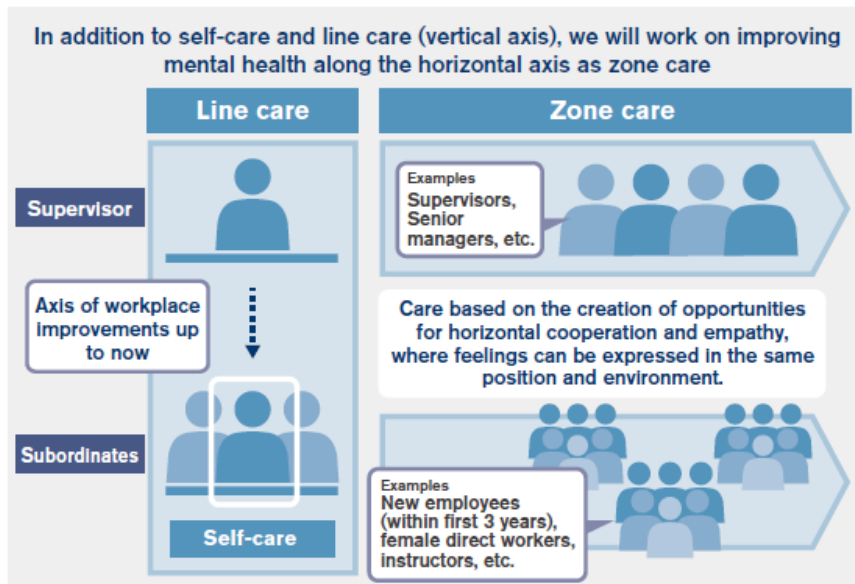 In addition to self-care and line care (vertical axis), we will work on improving
mental health along the horizontal axis as zone care
Line care
Zone care
Supervisor
Examples
Supervisors,
Senior
managers, etc.
Axis of workplace
improvements up
to now
Care based on the creation of opportunities
for horizontal cooperation and empathy,
where feelings can be expressed in the same
position and environment.
Subordinates
Self-care
Examples
New employees
(within first 3 years),
female direct workers,
instructors, etc.